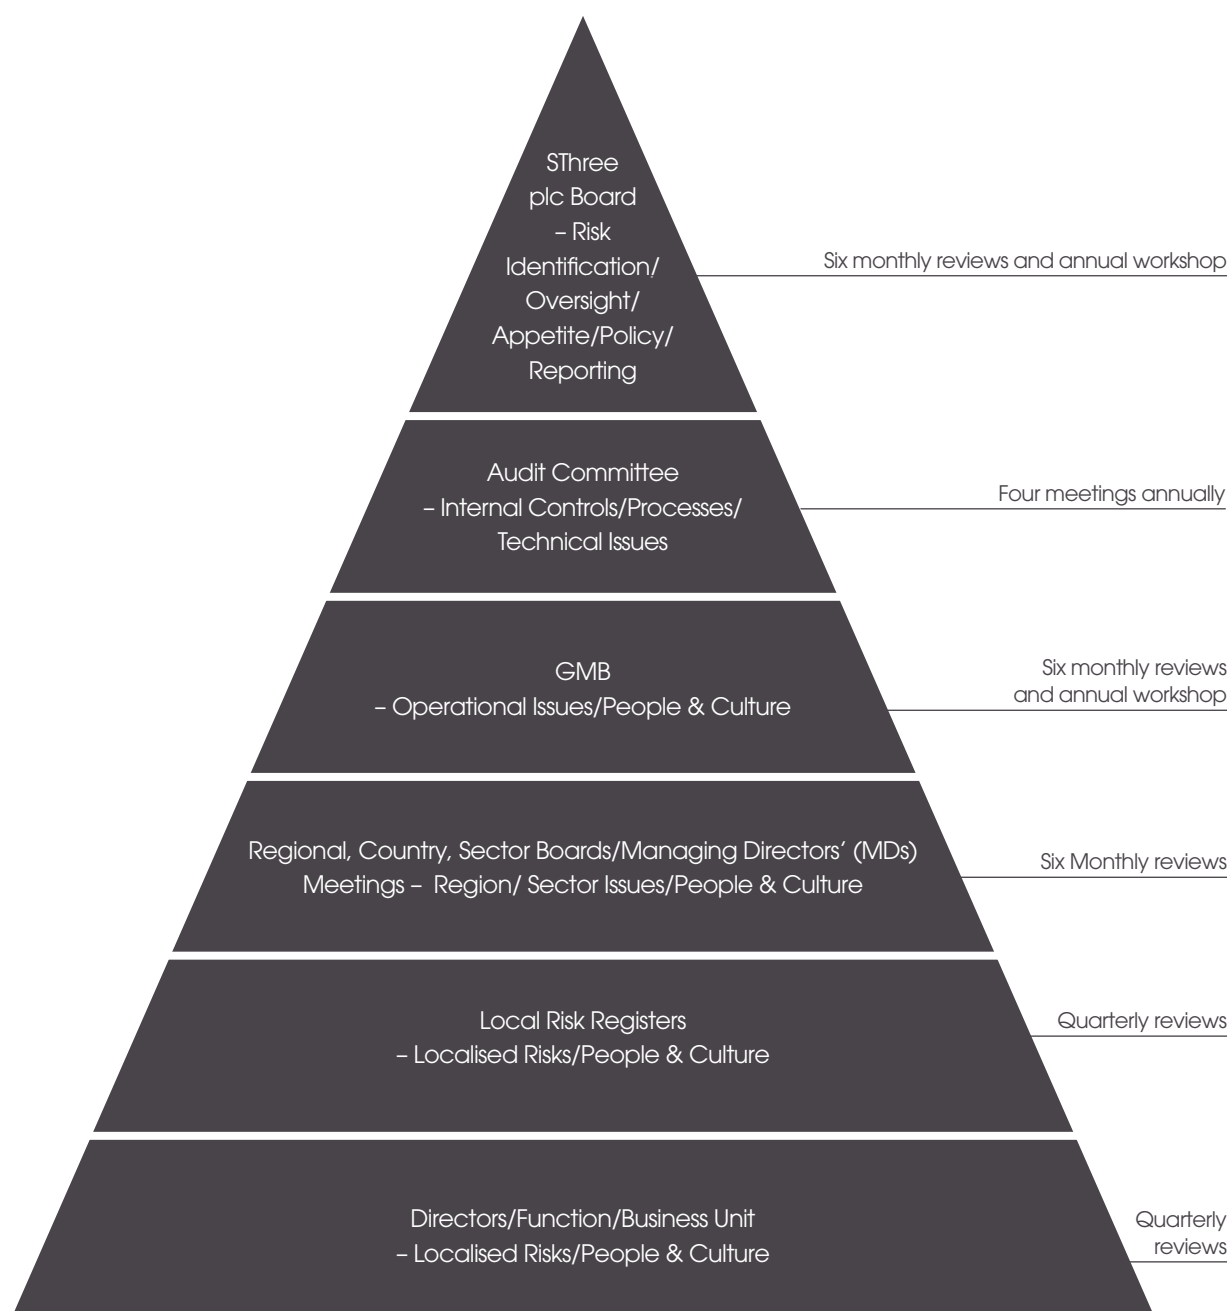 SThree
plc Board
– Risk
Identification/
Oversight/
Appetite/Policy/
Reporting
Six monthly reviews and annual workshop
Audit Committee
– Internal Controls/Processes/
Technical Issues
Four meetings annually
GMB
– Operational Issues/People & Culture
Six monthly reviews
and annual workshop
Regional, Country, Sector Boards/Managing Directors’ (MDs)
Meetings – Region/ Sector Issues/People & Culture
Six Monthly reviews
Local Risk Registers
– Localised Risks/People & Culture
Quarterly reviews
Directors/Function/Business Unit
– Localised Risks/People & Culture
Quarterly
reviews